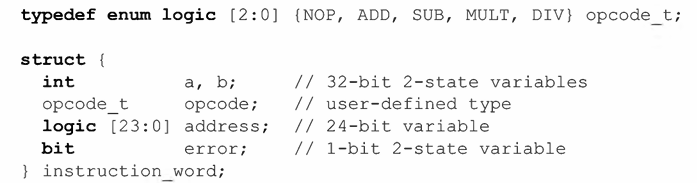 typedef enum logic [2:0] {NOP, ADD, SUB, MULT, DIV} opcode_t;
struct {
int a, b; // 32-bit 2-state variables
opcode_t opcode; // user-defined type
logic [23:0] address; // 24-bit variable
bit error; // 1-bit 2-state variable
} instruction_word;